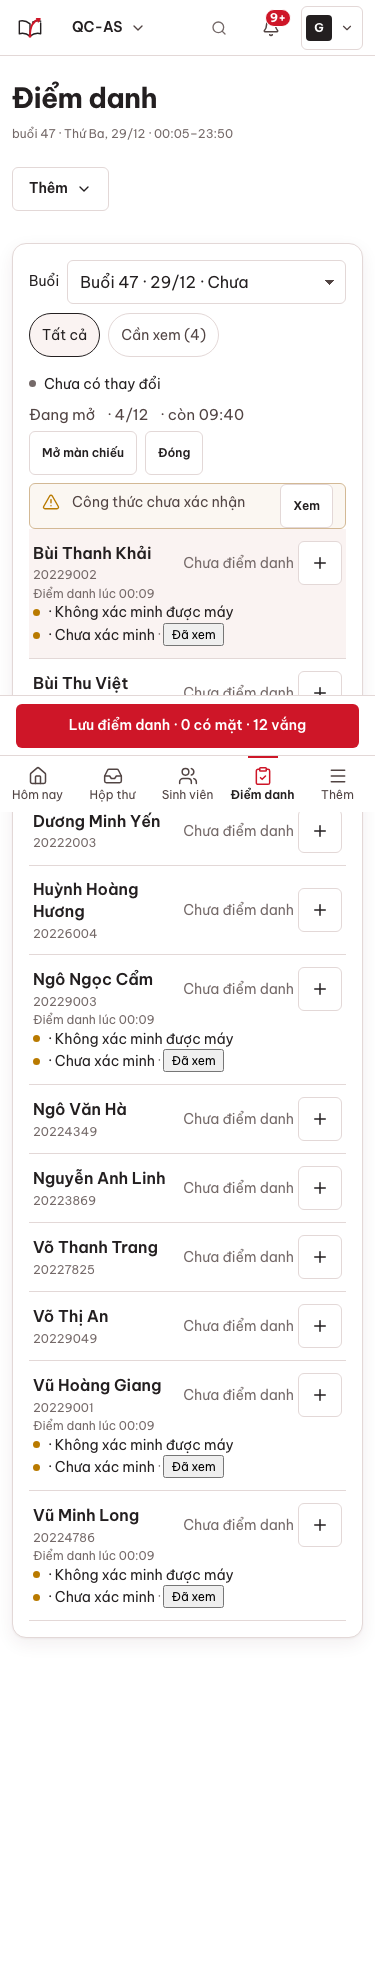 QC-AS
9+
G
Điểm danh
buổi 47 · Thứ Ba, 29/12 · 00:05–23:50
Thêm
Buổi
Buổi 47 · 29/12 · Chưa
Tất cả
Cần xem (4)
Chưa có thay đổi
Đang mở · 4/12 · còn 09:40
Mở màn chiếu
Đóng
Công thức chưa xác nhận
Xem
Bùi Thanh Khải
Chưa điểm danh
20229002
Điểm danh lúc 00:09
· Không xác minh được máy
· Chưa xác minh · Đã xem
Bùi Thu Việt
Chưa điểm danh
Lưu điểm danh · 0 có mặt · 12 vắng
Hôm nay
Hộp thư
Sinh viên
Điểm danh
Thêm
Dương Minh Yến
Chưa điểm danh
20222003
Huỳnh Hoàng
Hương
Chưa điểm danh
20226004
Ngô Ngọc Cẩm
Chưa điểm danh
20229003
Điểm danh lúc 00:09
· Không xác minh được máy
· Chưa xác minh · Đã xem
Ngô Văn Hà
Chưa điểm danh
20224349
Nguyễn Anh Linh
Chưa điểm danh
20223869
Võ Thanh Trang
Chưa điểm danh
20227825
Võ Thị An
Chưa điểm danh
20229049
Vũ Hoàng Giang
Chưa điểm danh
20229001
Điểm danh lúc 00:09
· Không xác minh được máy
· Chưa xác minh · Đã xem
Vũ Minh Long
Chưa điểm danh
20224786
Điểm danh lúc 00:09
· Không xác minh được máy
· Chưa xác minh · Đã xem